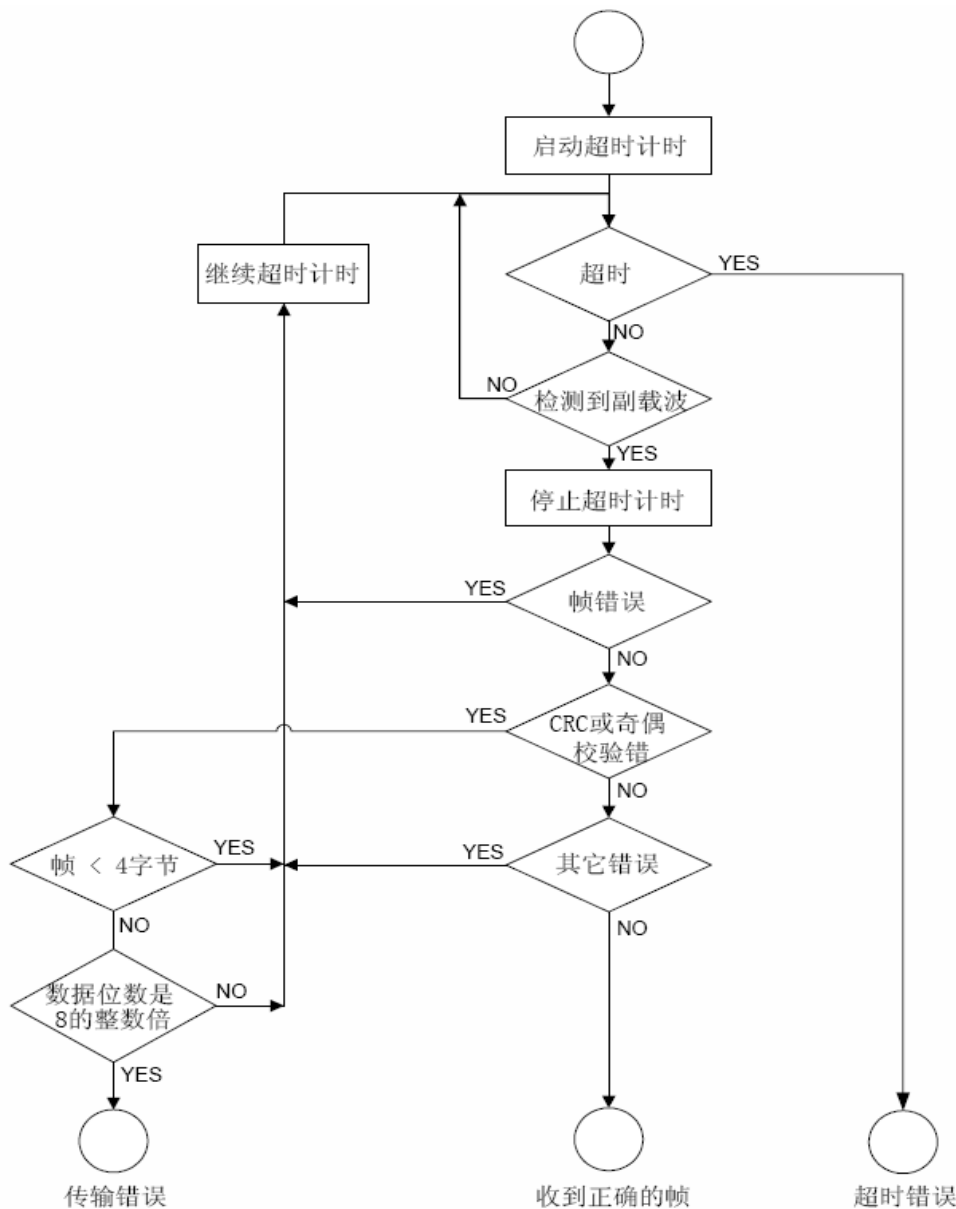 启动超时计时
继续超时计时
超时
YES
NO
检测到副载波
NO
YES
停止超时计时
帧错误
YES
NO
CRC或奇偶
校验错
YES
NO
帧 < 4字节
YES
NO
其它错误
YES
NO
数据位数是
8的整数倍
NO
YES
传输错误
收到正确的帧
超时错误